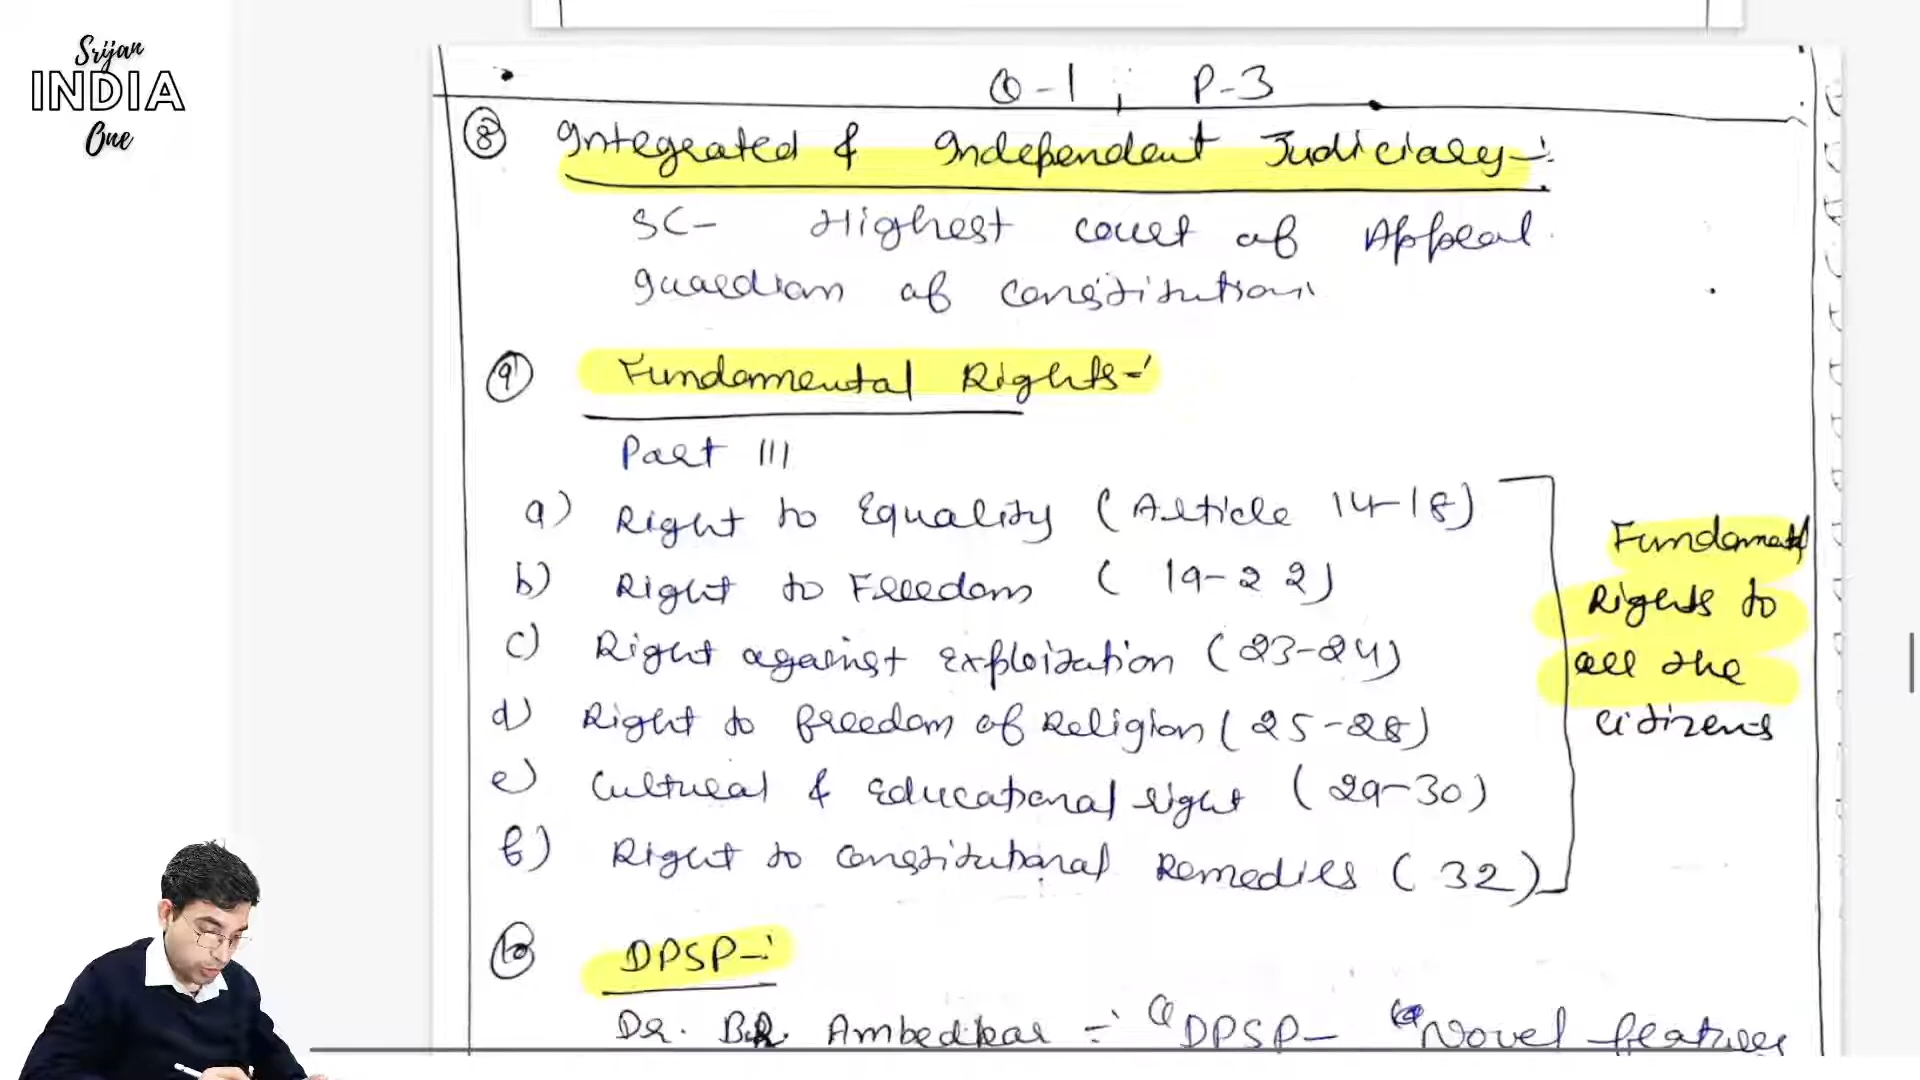 Srijan
INDIA
One
Q-1 ; P-3
8 Integrated & Independent Judiciary-:
SC- Highest court of Appeal.
guardian of constitution.
9 Fundamental Rights-:
Part III
a) Right to Equality (Article 14-18)
b) Right to Freedom (19-22)
c) Right against exploitation (23-24)
d) Right to freedom of Religion (25-28)
e) Cultural & Educational right (29-30)
f) Right to constitutional Remedies (32)
Fundamental
Rights to
all the
citizens
10 DPSP-:
Dr. B.R. Ambedkar -: "DPSP- "Novel features